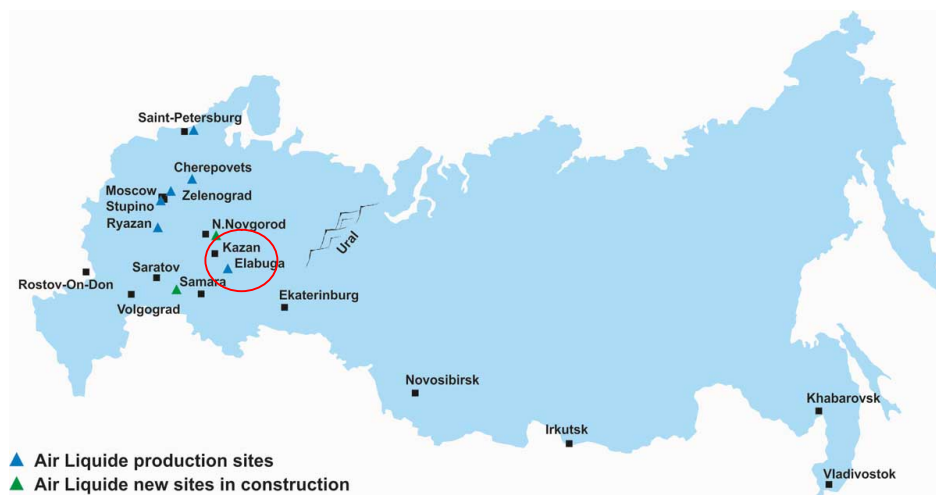 Saint-Petersburg
Cherepovets
Moscow
Zelenograd
Stupino
Ryazan
N.Novgorod
Kazan
Elabuga
Ural
Saratov
Samara
Rostov-On-Don
Volgograd
Ekaterinburg
Novosibirsk
Khabarovsk
Irkutsk
Vladivostok
Air Liquide production sites
Air Liquide new sites in construction